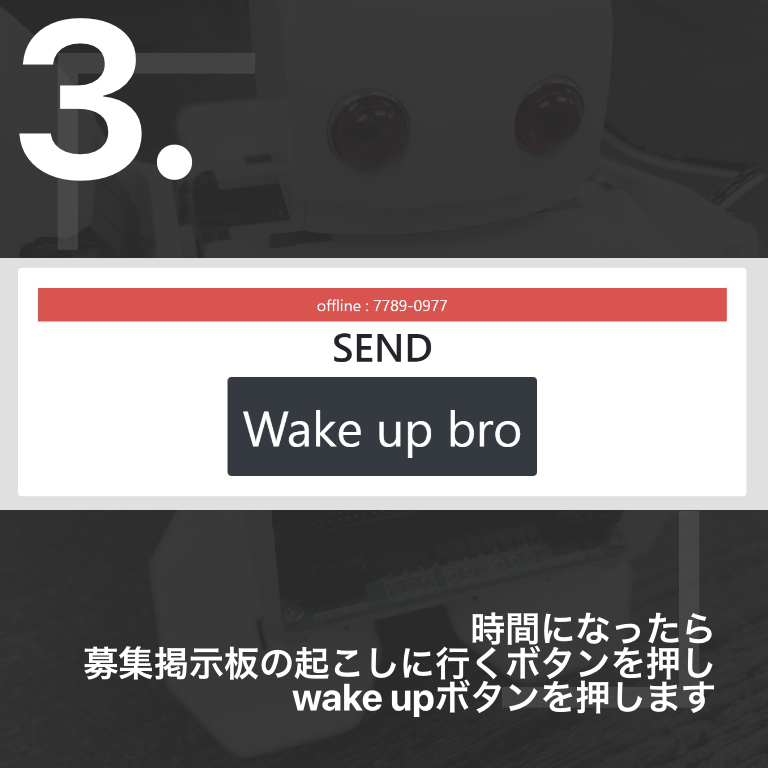 3.
offline : 7789-0977
SEND
Wake up bro
時間になったら
募集掲示板の起こしに行くボタンを押し
wake upボタンを押します